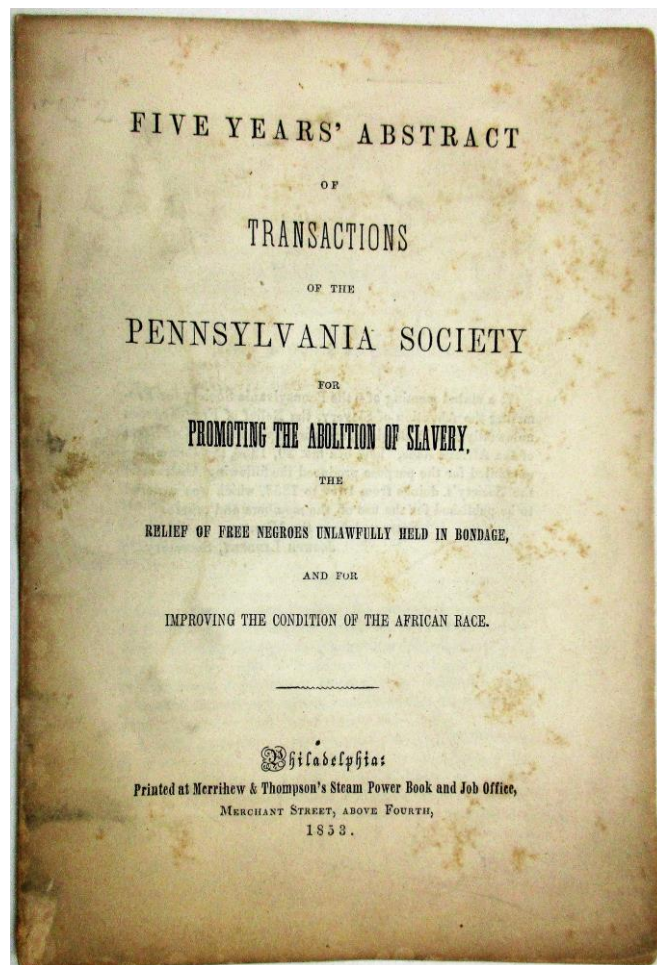 FIVE YEARS' ABSTRACT
OF
TRANSACTIONS
OF THE
PENNSYLVANIA SOCIETY
FOR
PROMOTING THE ABOLITION OF SLAVERY,
THE
RELIEF OF FREE NEGROES UNLAWFULLY HELD IN BONDAGE,
AND FOR
IMPROVING THE CONDITION OF THE AFRICAN RACE.
Philadelphia:
Printed at Merrihew & Thompson's Steam Power Book and Job Office,
MERCHANT STREET, ABOVE FOURTH,
1853.